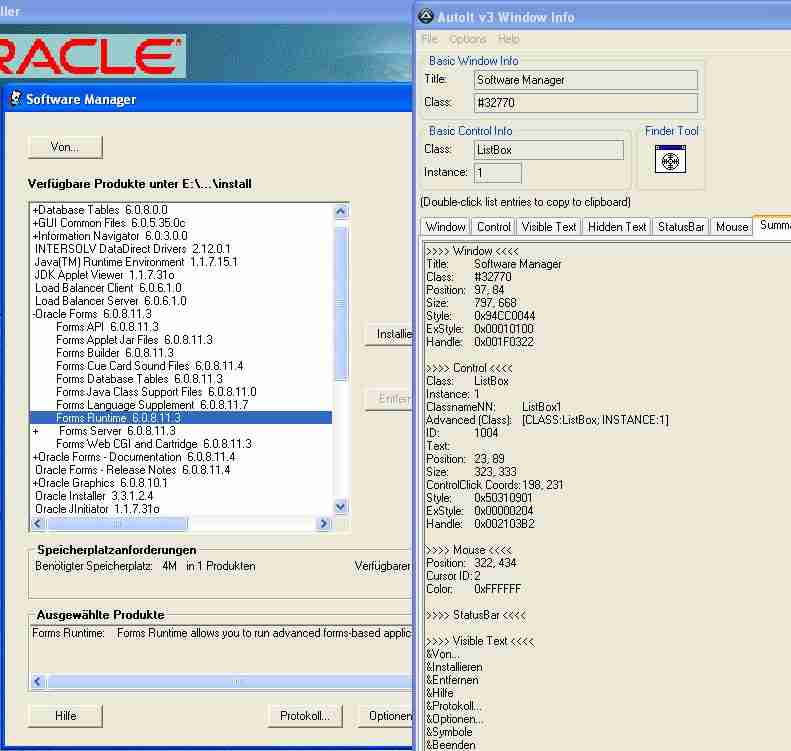 ller
RACLE®
Software Manager
Von...
Verfügbare Produkte unter E:\...\install
+Database Tables 6.0.8.0.0
+GUI Common Files 6.0.5.35.0c
+Information Navigator 6.0.3.0.0
INTERSOLV DataDirect Drivers 2.12.0.1
Java(TM) Runtime Environment 1.1.7.15.1
JDK Applet Viewer 1.1.7.31o
Load Balancer Client 6.0.6.1.0
Load Balancer Server 6.0.6.1.0
-Oracle Forms 6.0.8.11.3
Forms API 6.0.8.11.3
Forms Applet Jar Files 6.0.8.11.3
Forms Builder 6.0.8.11.3
Forms Cue Card Sound Files 6.0.8.11.4
Forms Database Tables 6.0.8.11.3
Forms Java Class Support Files 6.0.8.11.0
Forms Language Supplement 6.0.8.11.7
Forms Runtime 6.0.8.11.3
+ Forms Server 6.0.8.11.3
Forms Web CGI and Cartridge 6.0.8.11.3
+Oracle Forms - Documentation 6.0.8.11.4
Oracle Forms - Release Notes 6.0.8.11.4
+Oracle Graphics 6.0.8.10.1
Oracle Installer 3.3.1.2.4
Oracle JInitiator 1.1.7.31o
Installie
Entfern
Speicherplatzanforderungen
Benötigter Speicherplatz: 4M in 1 Produkten Verfügbarer
Ausgewählte Produkte
Forms Runtime: Forms Runtime allows you to run advanced forms-based applic
Hilfe Protokoll... Optionen
AutoIt v3 Window Info
File Options Help
Basic Window Info
Title: Software Manager
Class: #32770
Basic Control Info
Class: ListBox
Instance: 1
Finder Tool
(Double-click list entries to copy to clipboard)
Window Control Visible Text Hidden Text StatusBar Mouse Summa
>>>> Window <<<<
Title: Software Manager
Class: #32770
Position: 97, 84
Size: 797, 668
Style: 0x94CC0044
ExStyle: 0x00010100
Handle: 0x001F0322
>>>> Control <<<<
Class: ListBox
Instance: 1
ClassnameNN: ListBox1
Advanced (Class): [CLASS:ListBox; INSTANCE:1]
ID: 1004
Text:
Position: 23, 89
Size: 323, 333
ControlClick Coords: 198, 231
Style: 0x50310901
ExStyle: 0x00000204
Handle: 0x002103B2
>>>> Mouse <<<<
Position: 322, 434
Cursor ID: 2
Color: 0xFFFFFF
>>>> StatusBar <<<<
>>>> Visible Text <<<<
&Von...
&Installieren
&Entfernen
&Hilfe
&Protokoll...
&Optionen...
&Symbole
&Beenden